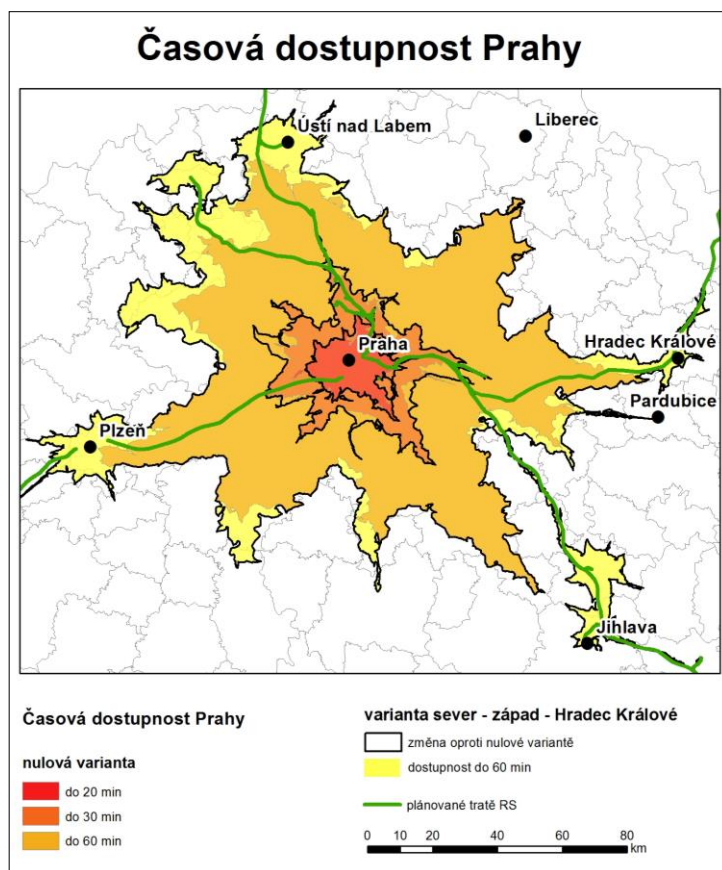 Časová dostupnost Prahy
Ústí nad Labem
Liberec
Praha
Hradec Králové
Pardubice
Plzeň
Jihlava
Časová dostupnost Prahy
nulová varianta
do 20 min
do 30 min
do 60 min
varianta sever - západ - Hradec Králové
změna oproti nulové variantě
dostupnost do 60 min
plánované tratě RS
0 10 20 40 60 80
km